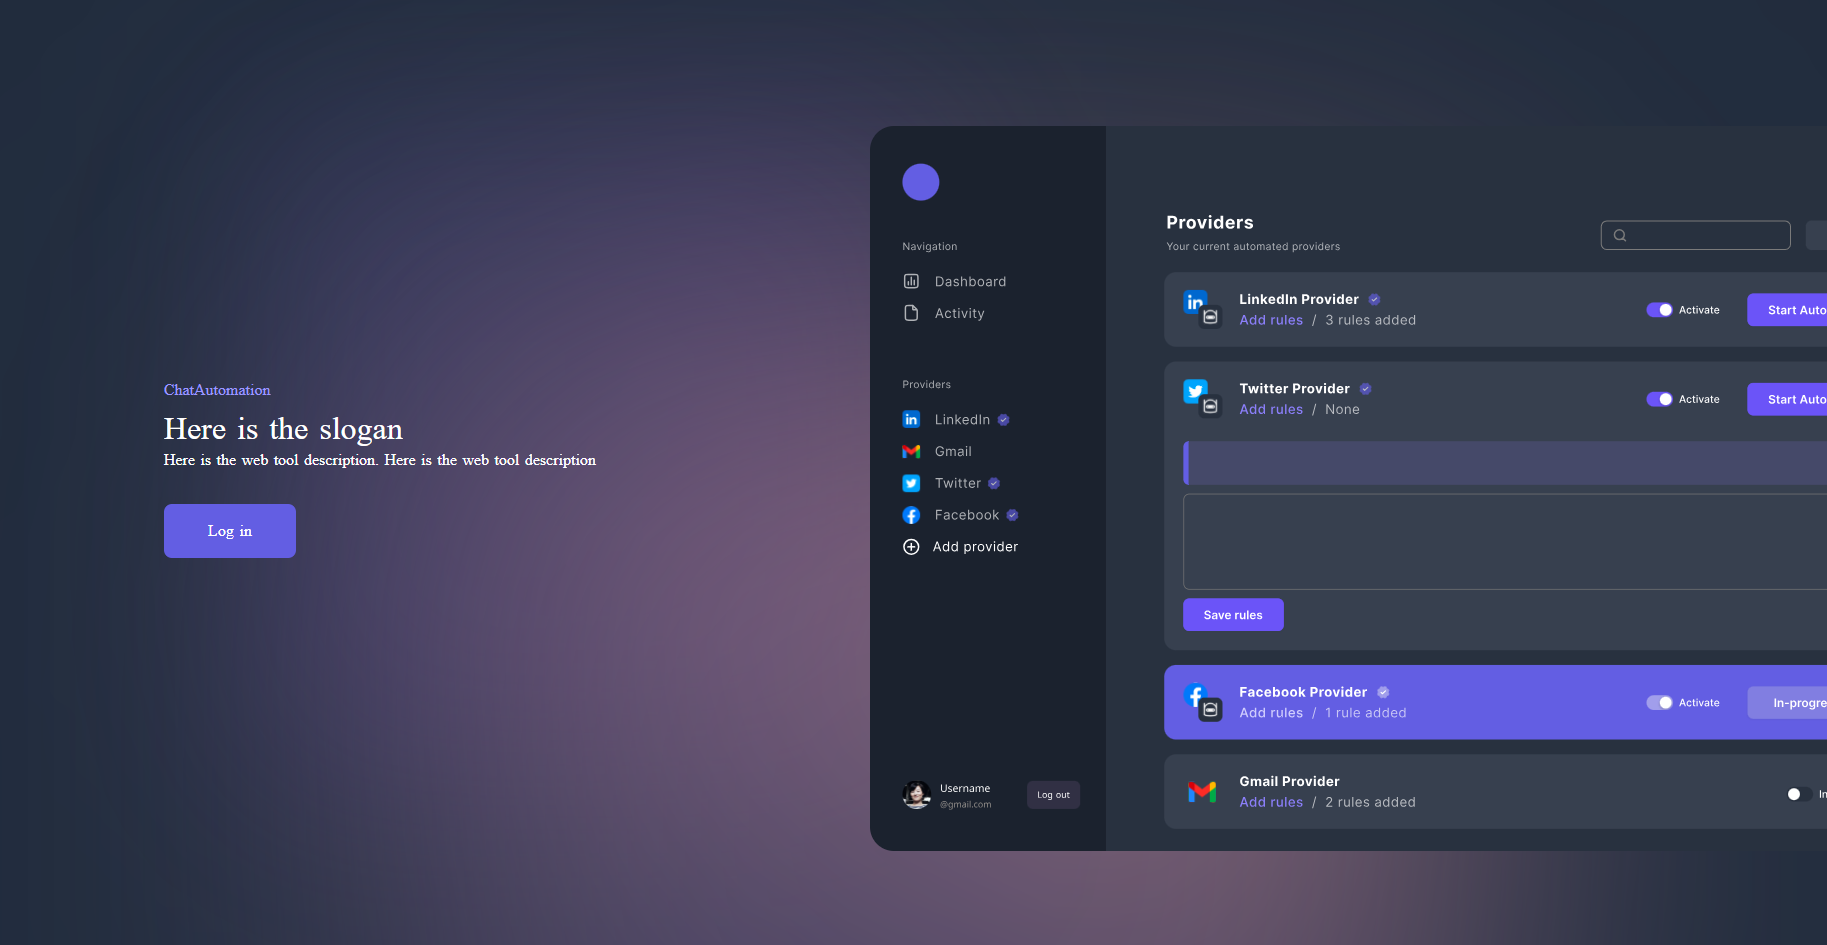 ChatAutomation
Here is the slogan
Here is the web tool description. Here is the web tool description
Log in
Navigation
Dashboard
Activity
Providers
LinkedIn
Gmail
Twitter
Facebook
Add provider
Username
@gmail.com
Log out
Providers
Your current automated providers
LinkedIn Provider
Add rules / 3 rules added
Activate
Start Auto
Twitter Provider
Add rules / None
Activate
Start Auto
Save rules
Facebook Provider
Add rules / 1 rule added
Activate
In-progre
Gmail Provider
Add rules / 2 rules added
In